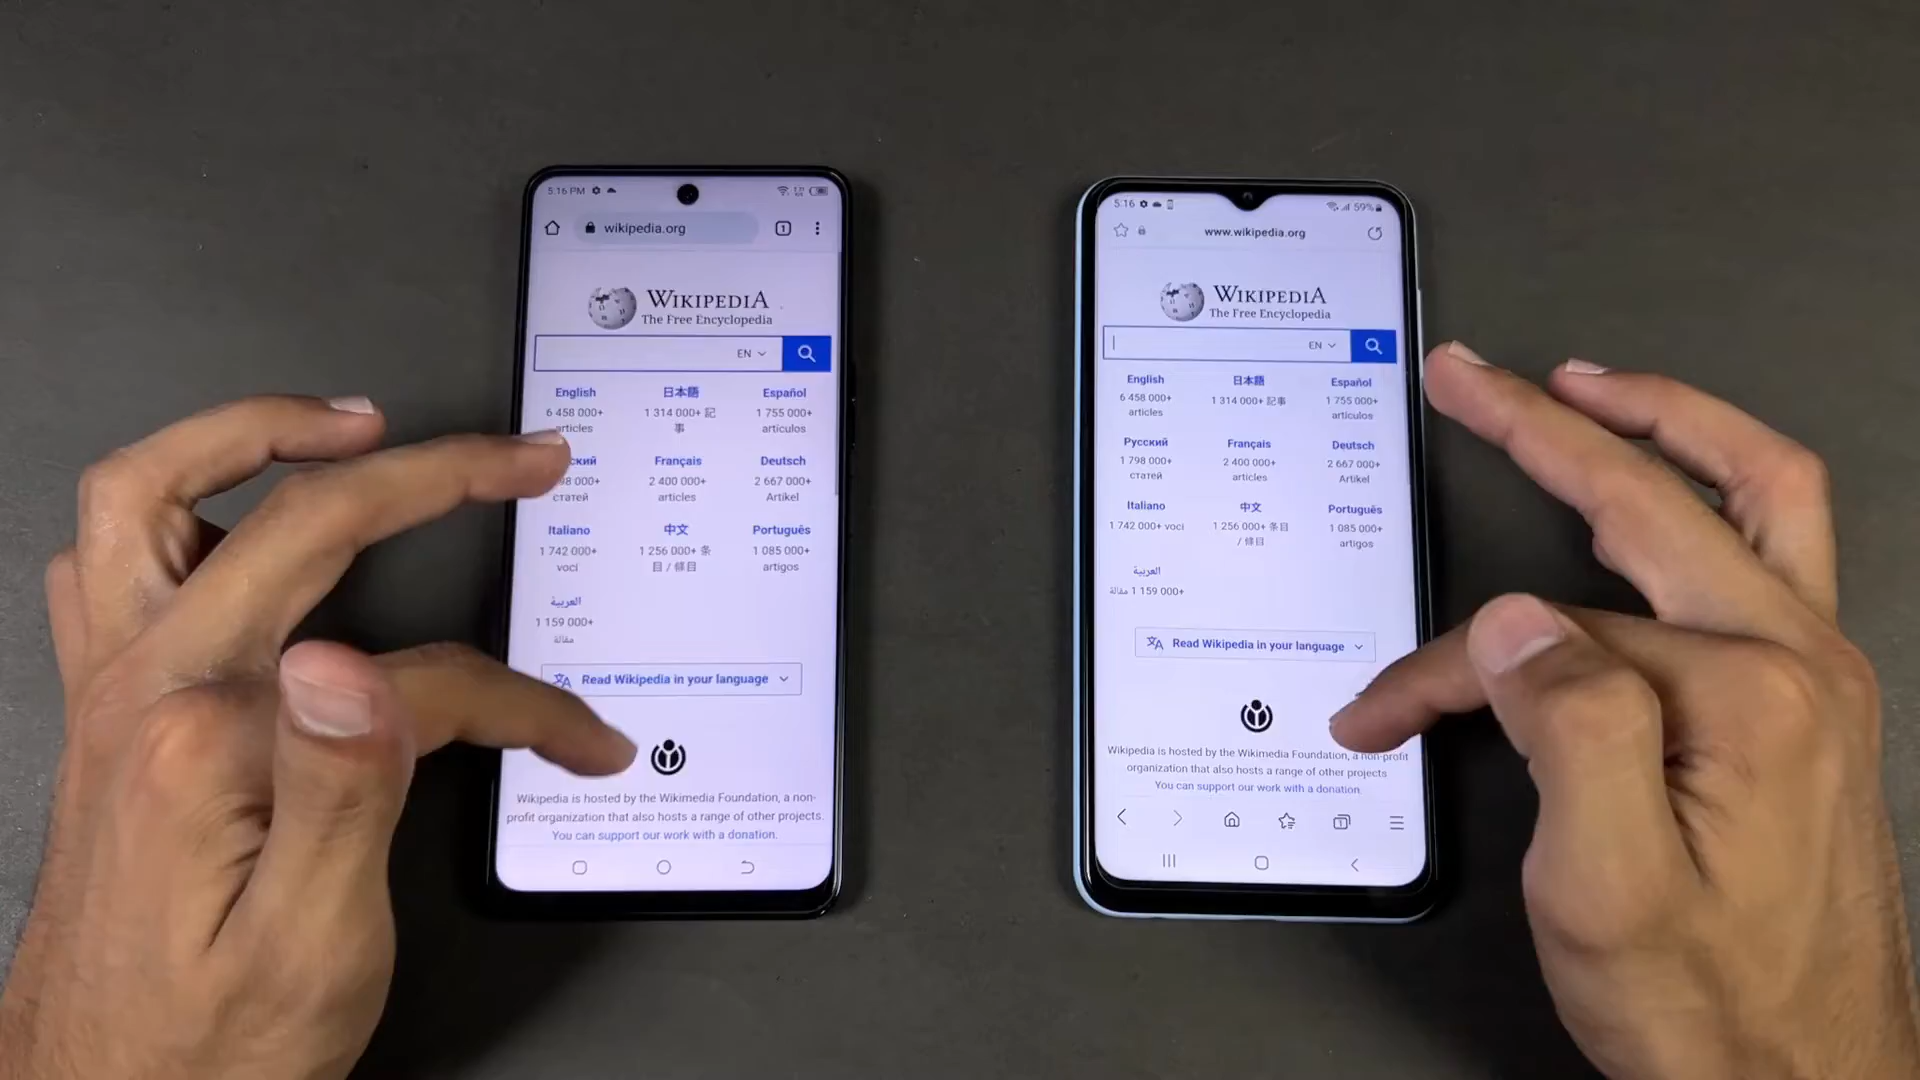 5:16 PM
wikipedia.org
1
WIKIPEDIA
The Free Encyclopedia
EN
English
6 458 000+
articles
日本語
1 314 000+ 記
事
Español
1 755 000+
artículos
ский
98 000+
статей
Français
2 400 000+
articles
Deutsch
2 667 000+
Artikel
Italiano
1 742 000+
voci
中文
1 256 000+ 条
目 / 條目
Português
1 085 000+
artigos
العربية
1 159 000+
مقالة
Read Wikipedia in your language
Wikipedia is hosted by the Wikimedia Foundation, a non-
profit organization that also hosts a range of other projects.
You can support our work with a donation.
5:16
59%
www.wikipedia.org
WIKIPEDIA
The Free Encyclopedia
EN
English
6 458 000+
articles
日本語
1 314 000+ 記事
Español
1 755 000+
artículos
Русский
1 798 000+
статей
Français
2 400 000+
articles
Deutsch
2 667 000+
Artikel
Italiano
1 742 000+ voci
中文
1 256 000+ 条目
/ 條目
Português
1 085 000+
artigos
العربية
1 159 000+ مقالة
Read Wikipedia in your language
Wikipedia is hosted by the Wikimedia Foundation, a non-profit
organization that also hosts a range of other projects
You can support our work with a donation.
1